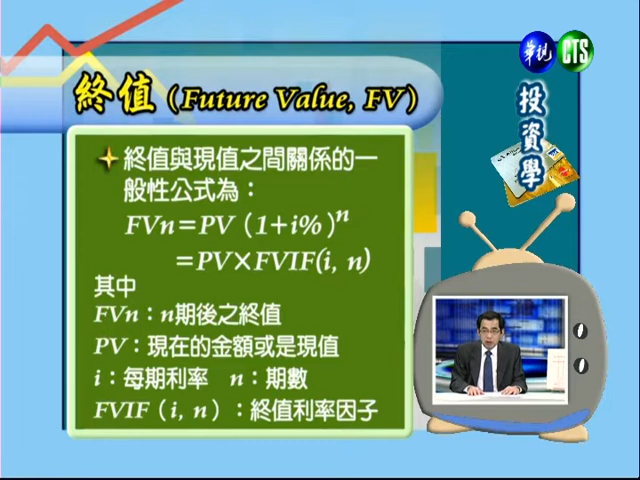 華視 CTS
終值（Future Value, FV）
投資學
終值與現值之間關係的一
般性公式為：
FVn＝PV（1+i%）^n
＝PV×FVIF(i, n)
其中
FVn：n期後之終值
PV：現在的金額或是現值
i：每期利率 n：期數
FVIF（i, n）：終值利率因子